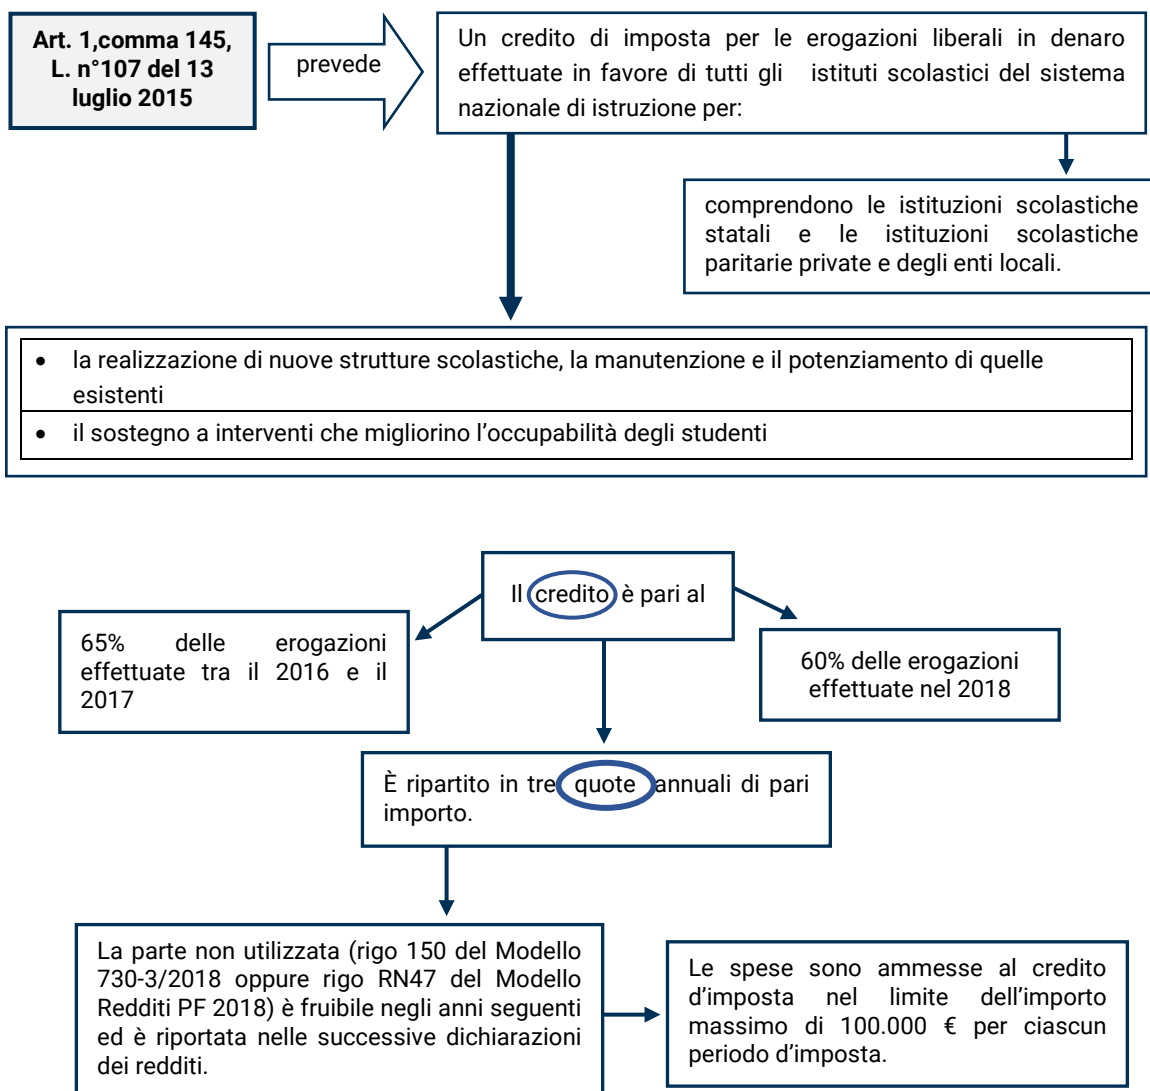 Art. 1,comma 145,
L. n°107 del 13
luglio 2015
prevede
Un credito di imposta per le erogazioni liberali in denaro
effettuate in favore di tutti gli istituti scolastici del sistema
nazionale di istruzione per:
comprendono le istituzioni scolastiche
statali e le istituzioni scolastiche
paritarie private e degli enti locali.
• la realizzazione di nuove strutture scolastiche, la manutenzione e il potenziamento di quelle
esistenti
• il sostegno a interventi che migliorino l'occupabilità degli studenti
Il credito è pari al
65% delle erogazioni
effettuate tra il 2016 e il
2017
60% delle erogazioni
effettuate nel 2018
È ripartito in tre quote annuali di pari
importo.
La parte non utilizzata (rigo 150 del Modello
730-3/2018 oppure rigo RN47 del Modello
Redditi PF 2018) è fruibile negli anni seguenti
ed è riportata nelle successive dichiarazioni
dei redditi.
Le spese sono ammesse al credito
d'imposta nel limite dell'importo
massimo di 100.000 € per ciascun
periodo d'imposta.